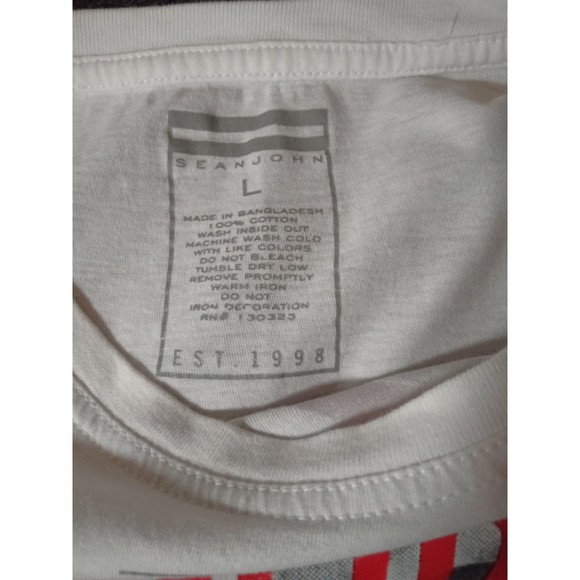 SEANJOHN
L
MADE IN BANGLADESH
100% COTTON
WASH INSIDE OUT
MACHINE WASH COLD
WITH LIKE COLORS
DO NOT BLEACH
TUMBLE DRY LOW
REMOVE PROMPTLY
WARM IRON
DO NOT
IRON DECORATION
RN# 130323
EST. 1998